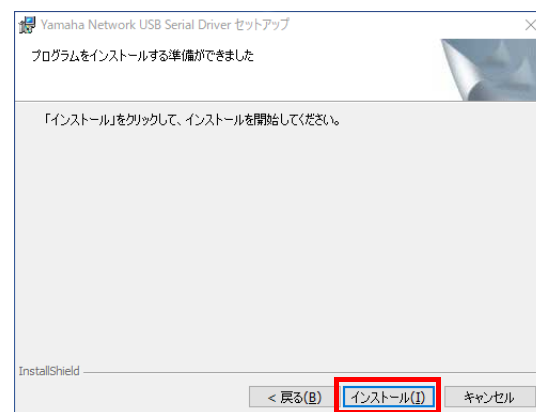 Yamaha Network USB Serial Driver セットアップ
プログラムをインストールする準備ができました
「インストール」をクリックして、インストールを開始してください。
InstallShield
< 戻る(B) インストール(I) キャンセル